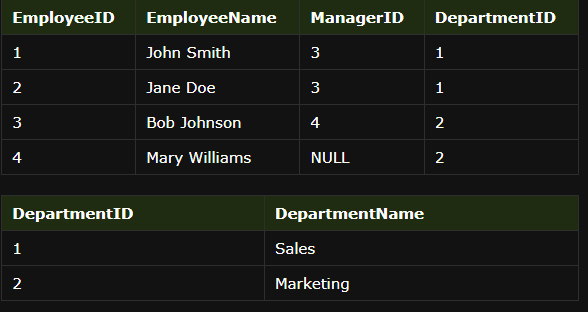 EmployeeID EmployeeName ManagerID DepartmentID
1 John Smith 3 1
2 Jane Doe 3 1
3 Bob Johnson 4 2
4 Mary Williams NULL 2
DepartmentID DepartmentName
1 Sales
2 Marketing